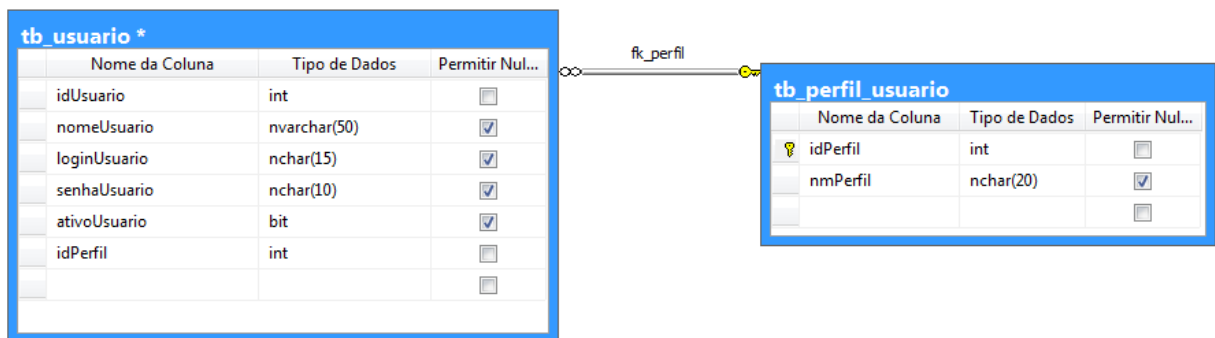 tb_usuario *
Nome da Coluna Tipo de Dados Permitir Nul...
idUsuario int
nomeUsuario nvarchar(50)
loginUsuario nchar(15)
senhaUsuario nchar(10)
ativoUsuario bit
idPerfil int
fk_perfil
tb_perfil_usuario
Nome da Coluna Tipo de Dados Permitir Nul...
idPerfil int
nmPerfil nchar(20)